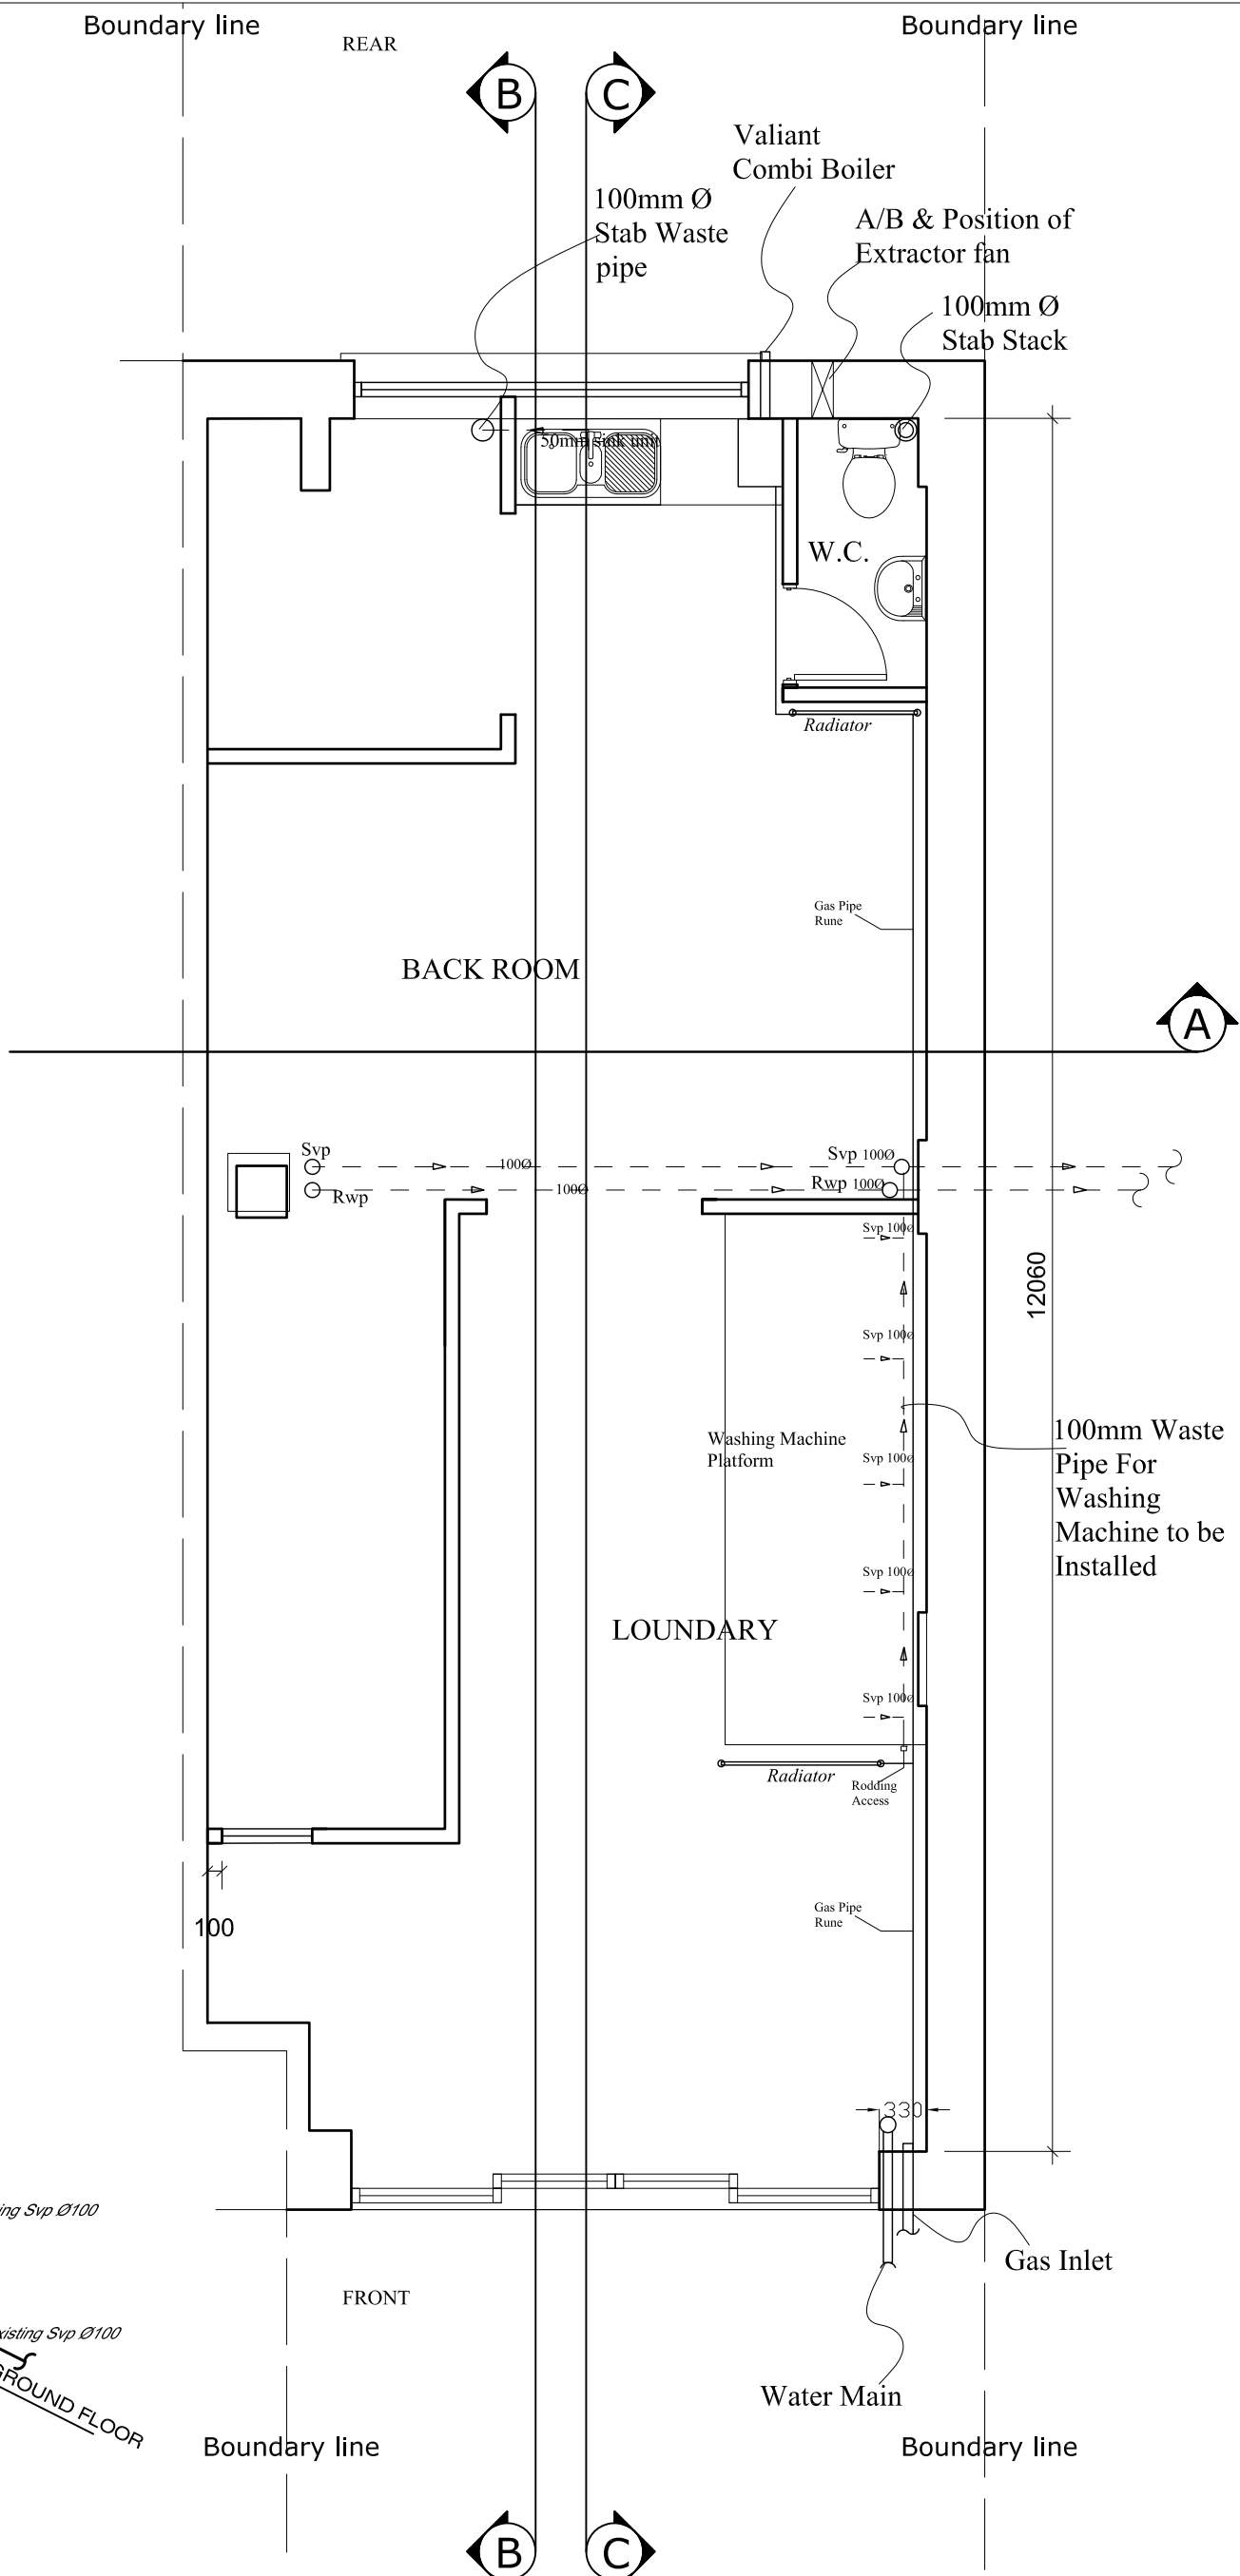 Boundary line
Boundary line
REAR
B
C
Valiant
Combi Boiler
100mm Ø
Stab Waste
pipe
A/B & Position of
Extractor fan
100mm Ø
Stab Stack
50mm sink unit
W.C.
Radiator
Gas Pipe
Rune
BACK ROOM
A
Svp
100Ø
Svp 100Ø
Rwp
100Ø
Rwp 100Ø
Svp 100Ø
12060
Svp 100Ø
100mm Waste
Pipe For
Washing
Machine to be
Installed
Washing Machine
Platform
Svp 100Ø
Svp 100Ø
LOUNDARY
Svp 100Ø
Radiator
Rodding
Access
100
Gas Pipe
Rune
330
ing Svp Ø100
Gas Inlet
FRONT
xisting Svp Ø100
GROUND FLOOR
Water Main
Boundary line
Boundary line
B
C